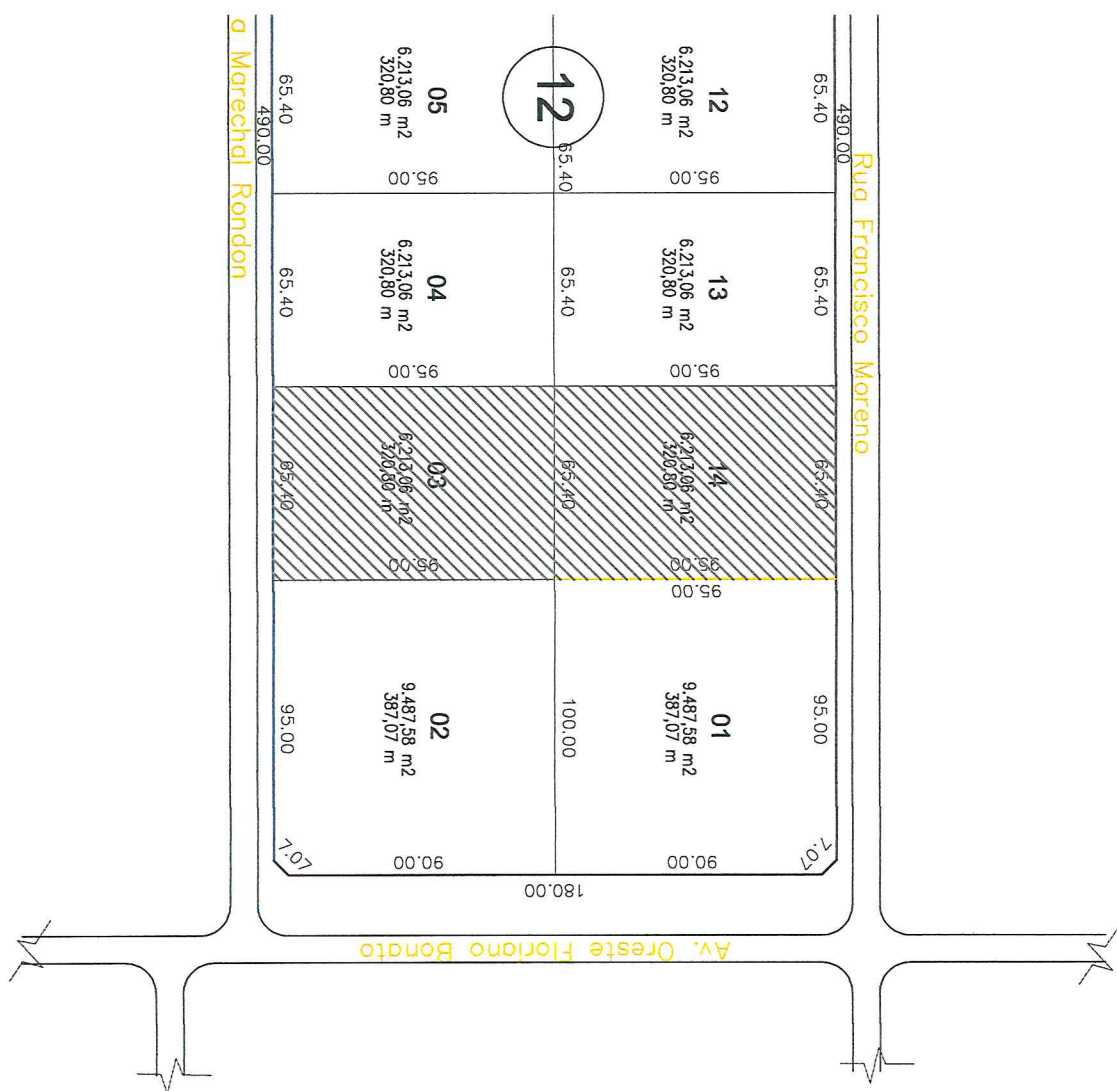 Rua Francisco Moreno
490.00
65.40
12
6.213,06 m2
320,80 m
95.00
65.40
13
6.213,06 m2
320,80 m
95.00
65.40
14
6.213,06 m2
320,80 m
95.00
95.00
95.00
01
9.487,58 m2
387,07 m
7.07
90.00
12
65.40
65.40
65.40
100.00
180.00
05
6.213,06 m2
320,80 m
95.00
65.40
04
6.213,06 m2
320,80 m
95.00
65.40
03
6.213,06 m2
320,80 m
95.00
65.40
02
9.487,58 m2
387,07 m
90.00
95.00
7.07
490.00
a Marechal Rondon
Av. Oreste Floriano Bonato